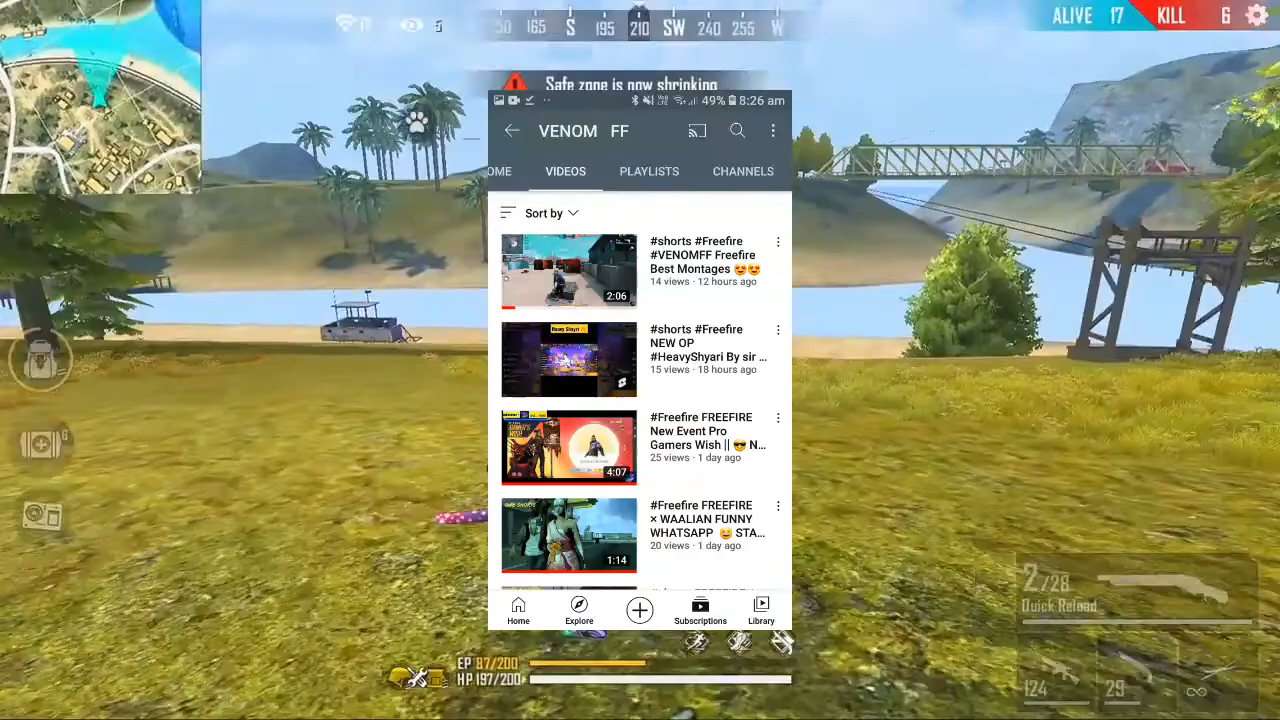 5
50 165 S 195 210 SW 240 255 W
ALIVE 17 KILL 6
Safe zone is now shrinking
49% 8:26 am
VENOM FF
OME VIDEOS PLAYLISTS CHANNELS
Sort by
#shorts #Freefire
#VENOMFF Freefire
Best Montages 😍😍
14 views · 12 hours ago
2:06
#shorts #Freefire
NEW OP
#HeavyShyari By sir ...
15 views · 18 hours ago
#Freefire FREEFIRE
New Event Pro
Gamers Wish || 😎 N...
25 views · 1 day ago
4:07
#Freefire FREEFIRE
× WAALIAN FUNNY
WHATSAPP 😄 STA...
20 views · 1 day ago
1:14
Home
Explore
Subscriptions
Library
6
2/28
Quick Reload
124
29
∞
EP 87/200
HP 197/200